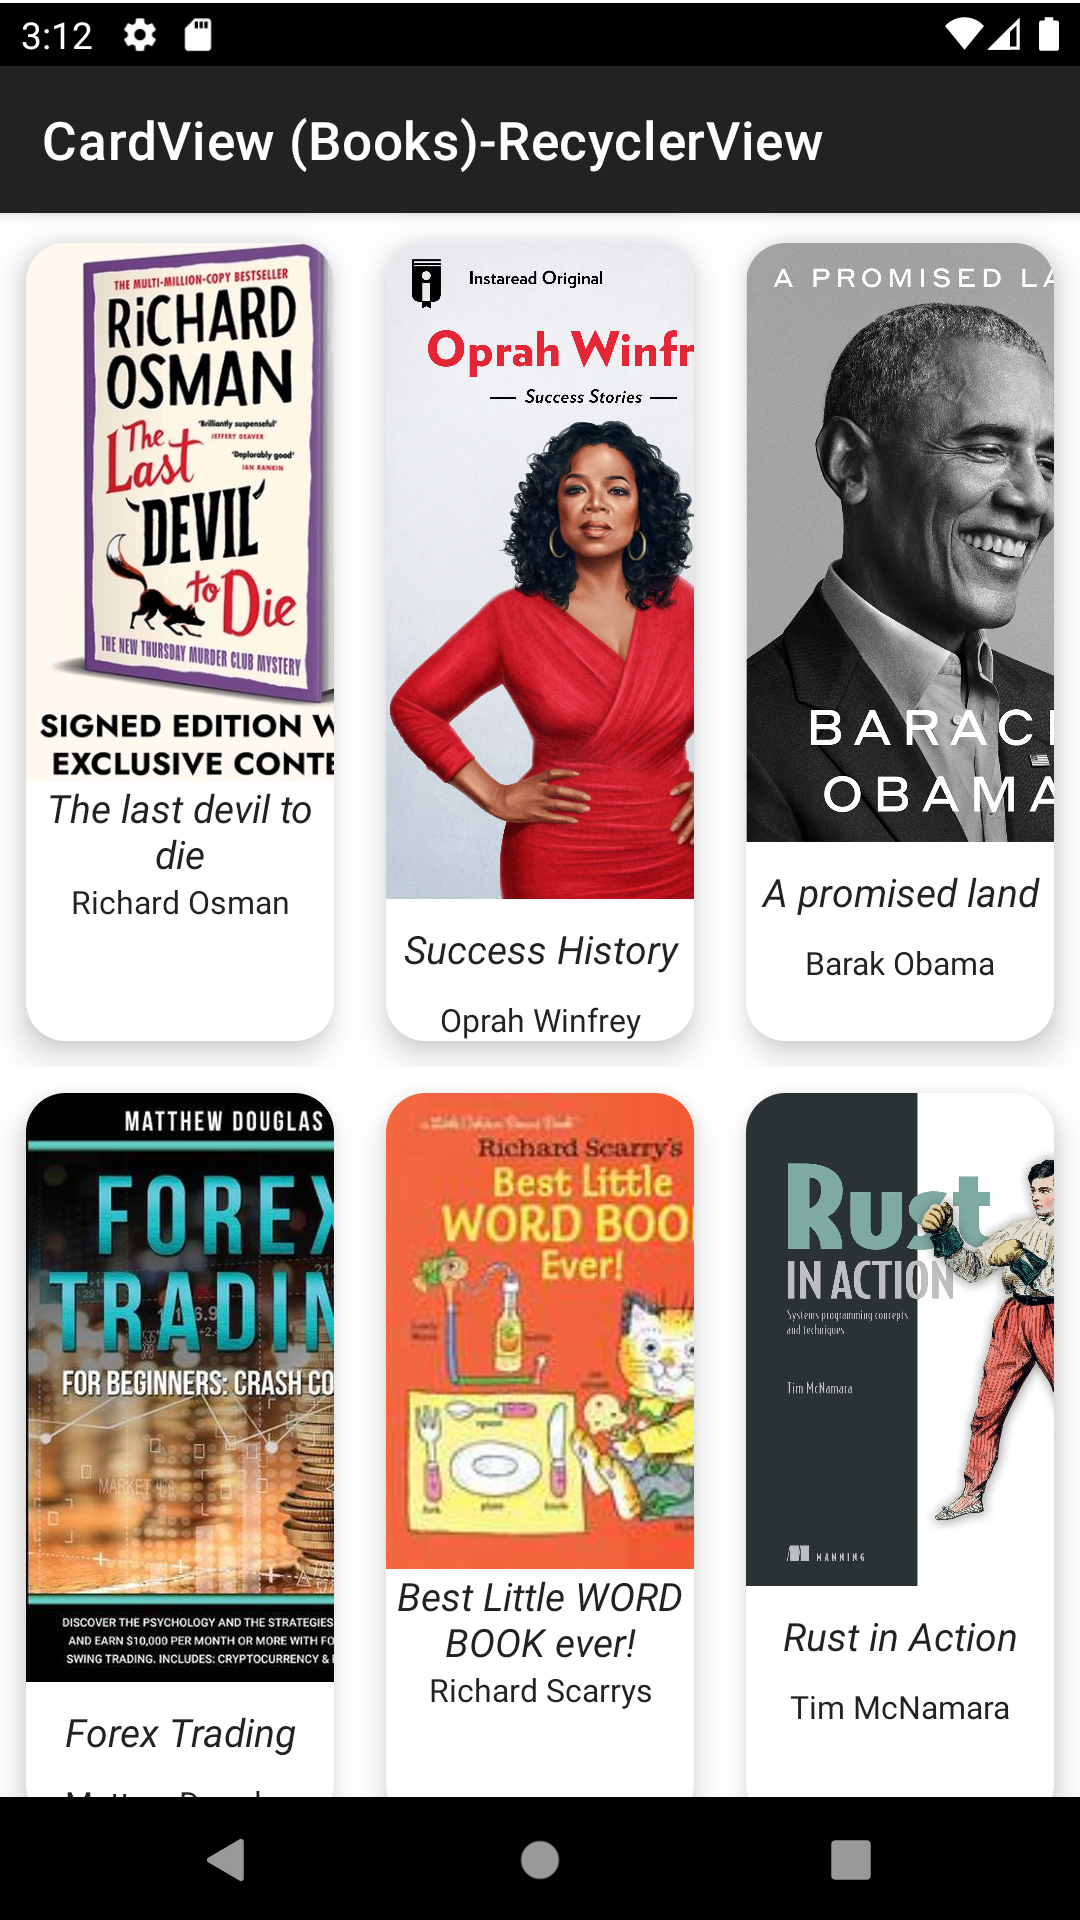 3:12
CardView (Books)-RecyclerView
THE MULTI-MILLION-COPY BESTSELLER
RiCHARD
OSMAN
'Brilliantly suspenseful'
JEFFERY DEAVER
'Deplorably good'
IAN RANKIN
The
Last
'DEVIL'
to Die
THE NEW THURSDAY MURDER CLUB MYSTERY
SIGNED EDITION W
EXCLUSIVE CONTE
The last devil to
die
Richard Osman
Instaread Original
Oprah Winfr
Success Stories
Success History
Oprah Winfrey
A PROMISED LA
BARAC
OBAMA
A promised land
Barak Obama
MATTHEW DOUGLAS
FOREX
TRADIN
FOR BEGINNERS: CRASH CO
MARKET
DISCOVER THE PSYCHOLOGY AND THE STRATEGIES
AND EARN $10,000 PER MONTH OR MORE WITH FO
SWING TRADING. INCLUDES: CRYPTOCURRENCY &
Forex Trading
Richard Scarry's
Best Little
WORD BOO
Ever!
spoon
fork
plate
Best Little WORD
BOOK ever!
Richard Scarrys
Rust
IN ACTION
Systems programming concepts
and techniques
Tim McNamara
MANNING
Rust in Action
Tim McNamara